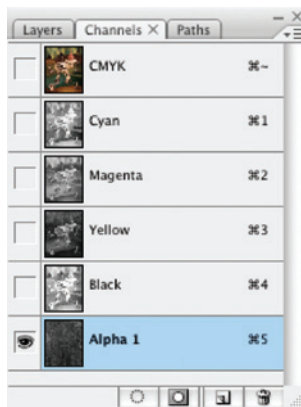 Layers Channels × Paths
CMYK ⌘~
Cyan ⌘1
Magenta ⌘2
Yellow ⌘3
Black ⌘4
Alpha 1 ⌘5